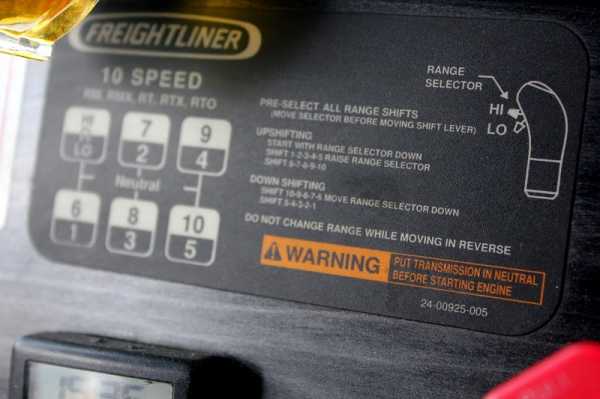 FREIGHTLINER
10 SPEED
RM, RMX, RT, RTX, RTO
HI
LO
7
2
9
4
Neutral
6
1
8
3
10
5
RANGE
SELECTOR
HI
LO
PRE-SELECT ALL RANGE SHIFTS
(MOVE SELECTOR BEFORE MOVING SHIFT LEVER)
UPSHIFTING
START WITH RANGE SELECTOR DOWN
SHIFT 1-2-3-4-5 RAISE RANGE SELECTOR
SHIFT 6-7-8-9-10
DOWN SHIFTING
SHIFT 10-9-8-7-6 MOVE RANGE SELECTOR DOWN
SHIFT 5-4-3-2-1
DO NOT CHANGE RANGE WHILE MOVING IN REVERSE
WARNING
PUT TRANSMISSION IN NEUTRAL
BEFORE STARTING ENGINE
24-00925-005